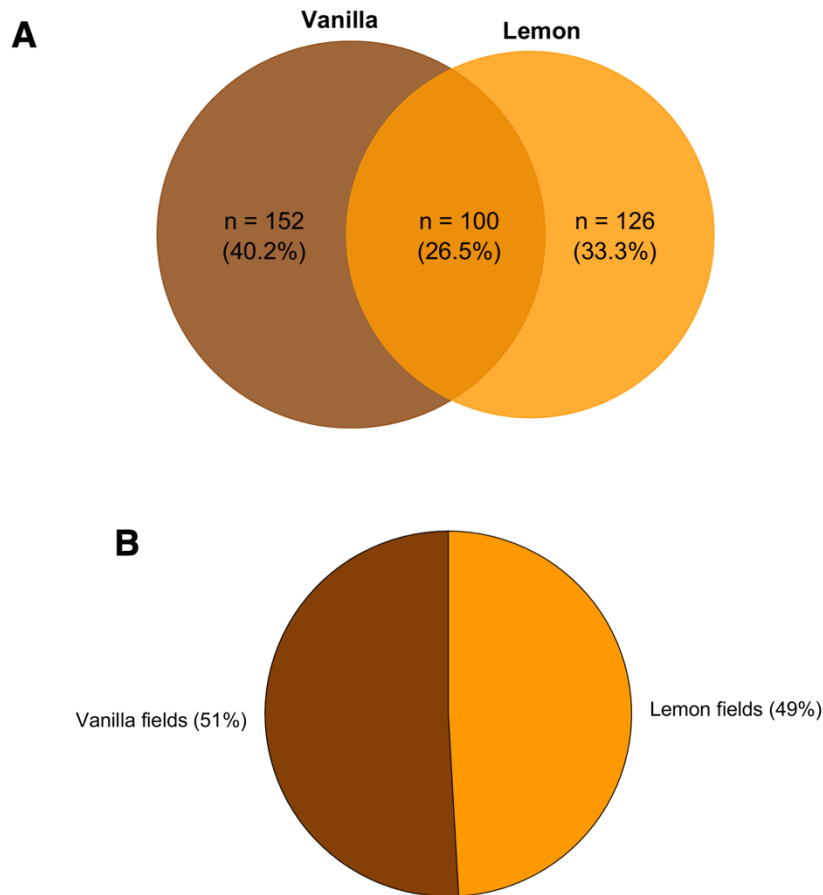 A
Vanilla
Lemon
n = 152
(40.2%)
n = 100
(26.5%)
n = 126
(33.3%)
B
Vanilla fields (51%)
Lemon fields (49%)